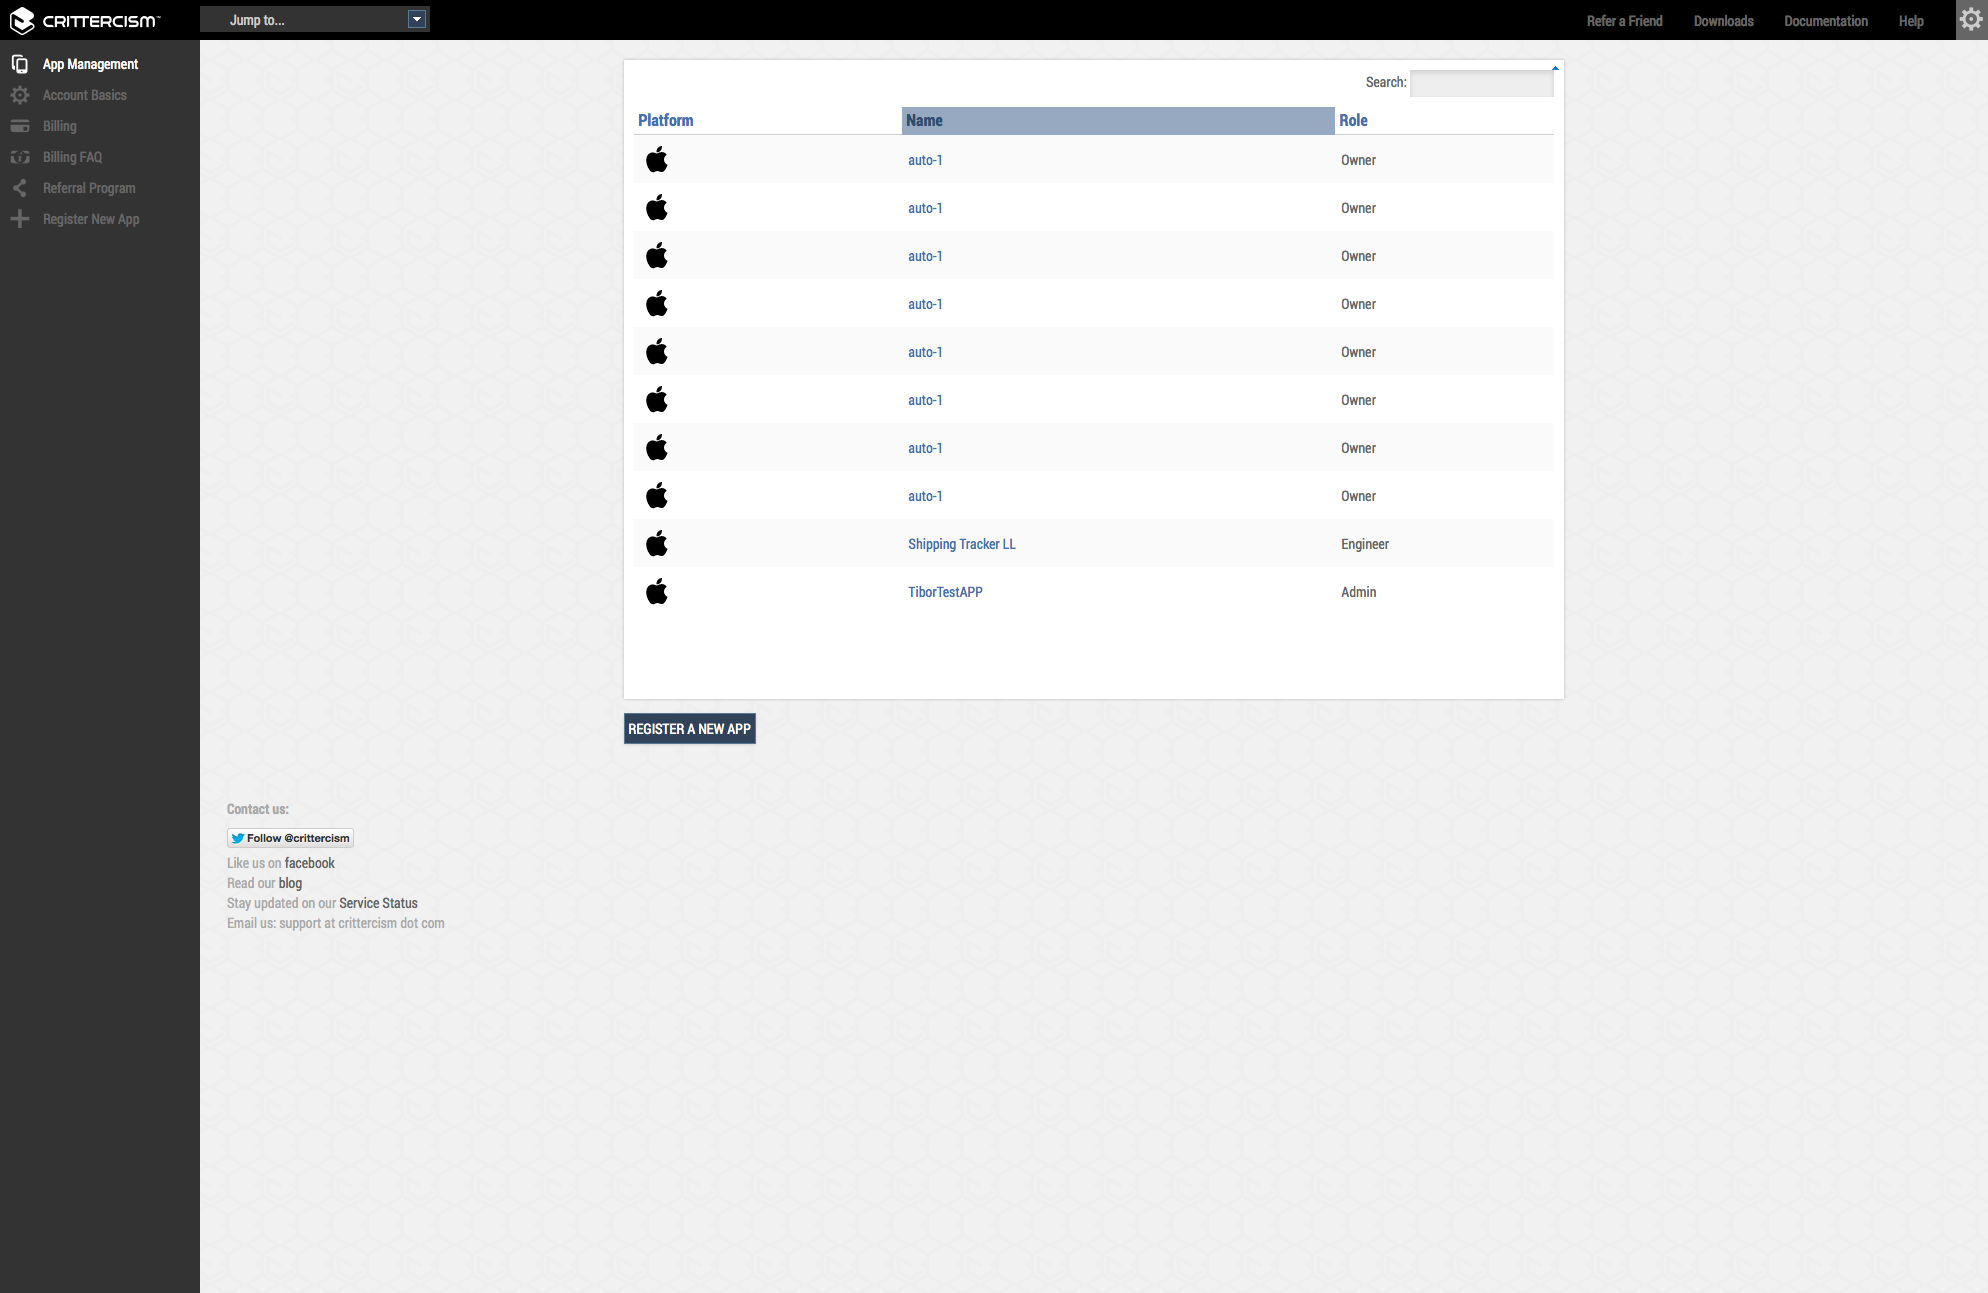 CRITTERCISM™
Jump to...
Refer a Friend
Downloads
Documentation
Help
App Management
Account Basics
Billing
Billing FAQ
Referral Program
Register New App
Search:
Platform Name Role
auto-1 Owner
auto-1 Owner
auto-1 Owner
auto-1 Owner
auto-1 Owner
auto-1 Owner
auto-1 Owner
auto-1 Owner
Shipping Tracker LL Engineer
TiborTestAPP Admin
REGISTER A NEW APP
Contact us:
Follow @crittercism
Like us on facebook
Read our blog
Stay updated on our Service Status
Email us: support at crittercism dot com